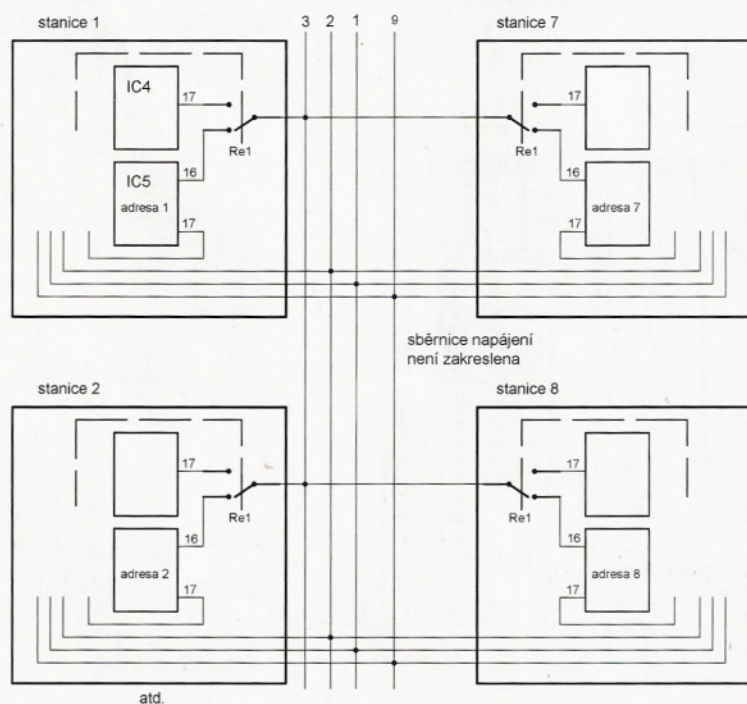 stanice 1
3 2 1 9
stanice 7
IC4
17
Re1
IC5
16
adresa 1
17
17
Re1
16
adresa 7
17
sběrnice napájení
není zakreslena
stanice 2
stanice 8
17
Re1
16
adresa 2
17
17
Re1
16
adresa 8
17
atd.